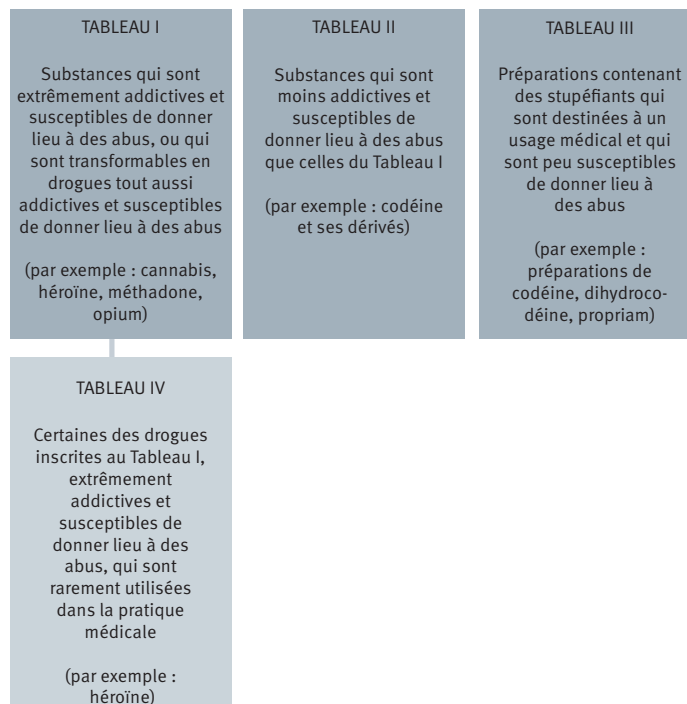 TABLEAU I
Substances qui sont
extrêmement addictives et
susceptibles de donner
lieu à des abus, ou qui
sont transformables en
drogues tout aussi
addictives et susceptibles
de donner lieu à des abus
(par exemple : cannabis,
héroïne, méthadone,
opium)
TABLEAU II
Substances qui sont
moins addictives et
susceptibles de
donner lieu à des abus
que celles du Tableau I
(par exemple : codéine
et ses dérivés)
TABLEAU III
Préparations contenant
des stupéfiants qui
sont destinées à un
usage médical et qui
sont peu susceptibles
de donner lieu à
des abus
(par exemple :
préparations de
codéine, dihydroco-
déine, propriam)
TABLEAU IV
Certaines des drogues
inscrites au Tableau I,
extrêmement
addictives et
susceptibles de
donner lieu à des
abus, qui sont
rarement utilisées
dans la pratique
médicale
(par exemple :
héroïne)